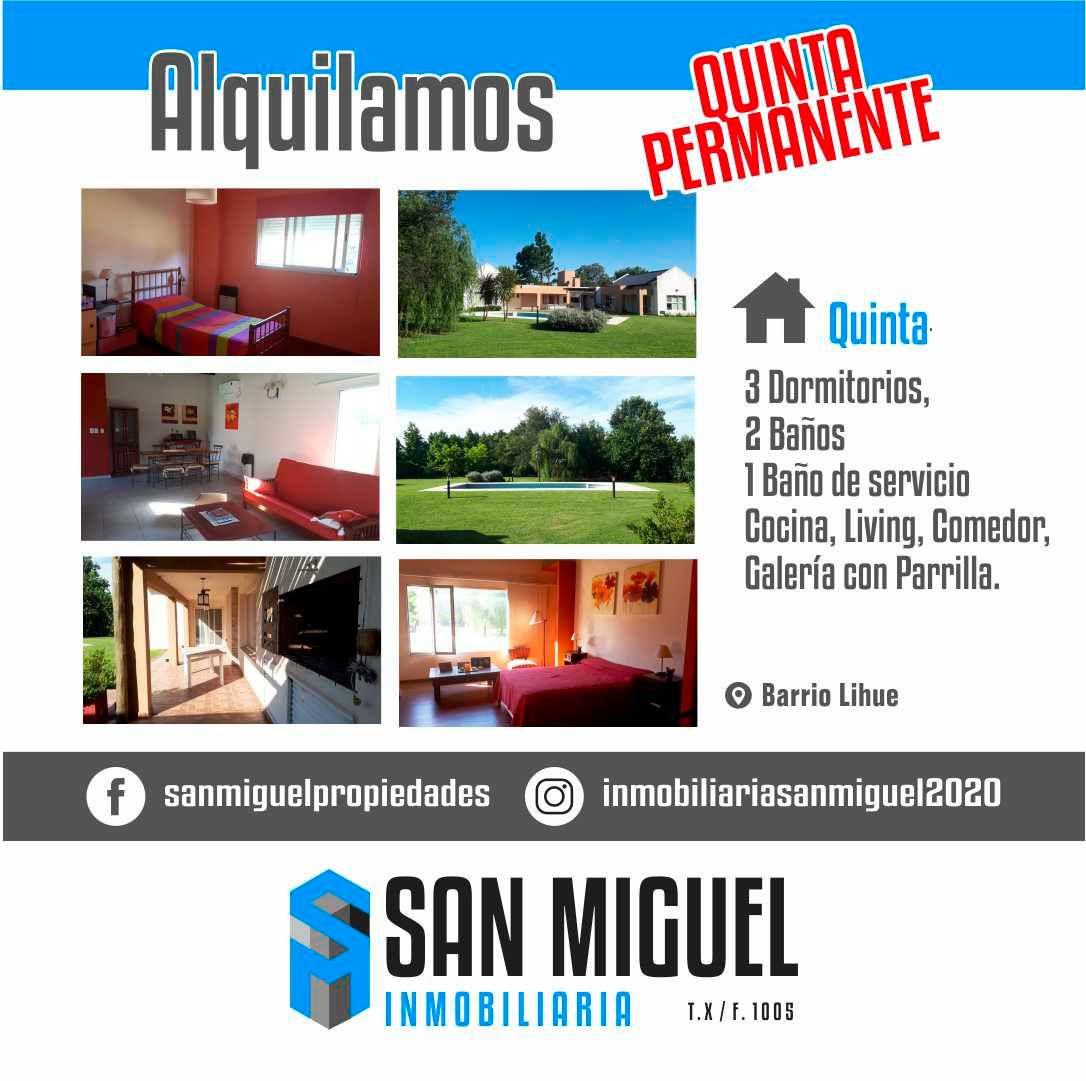 Alquilamos
QUINTA
PERMANENTE
Quinta.
3 Dormitorios,
2 Baños
1 Baño de servicio
Cocina, Living, Comedor,
Galería con Parrilla.
Barrio Lihue
sanmiguelpropiedades
inmobiliariasanmiguel2020
SAN MIGUEL
INMOBILIARIA
T.X / F. 1005